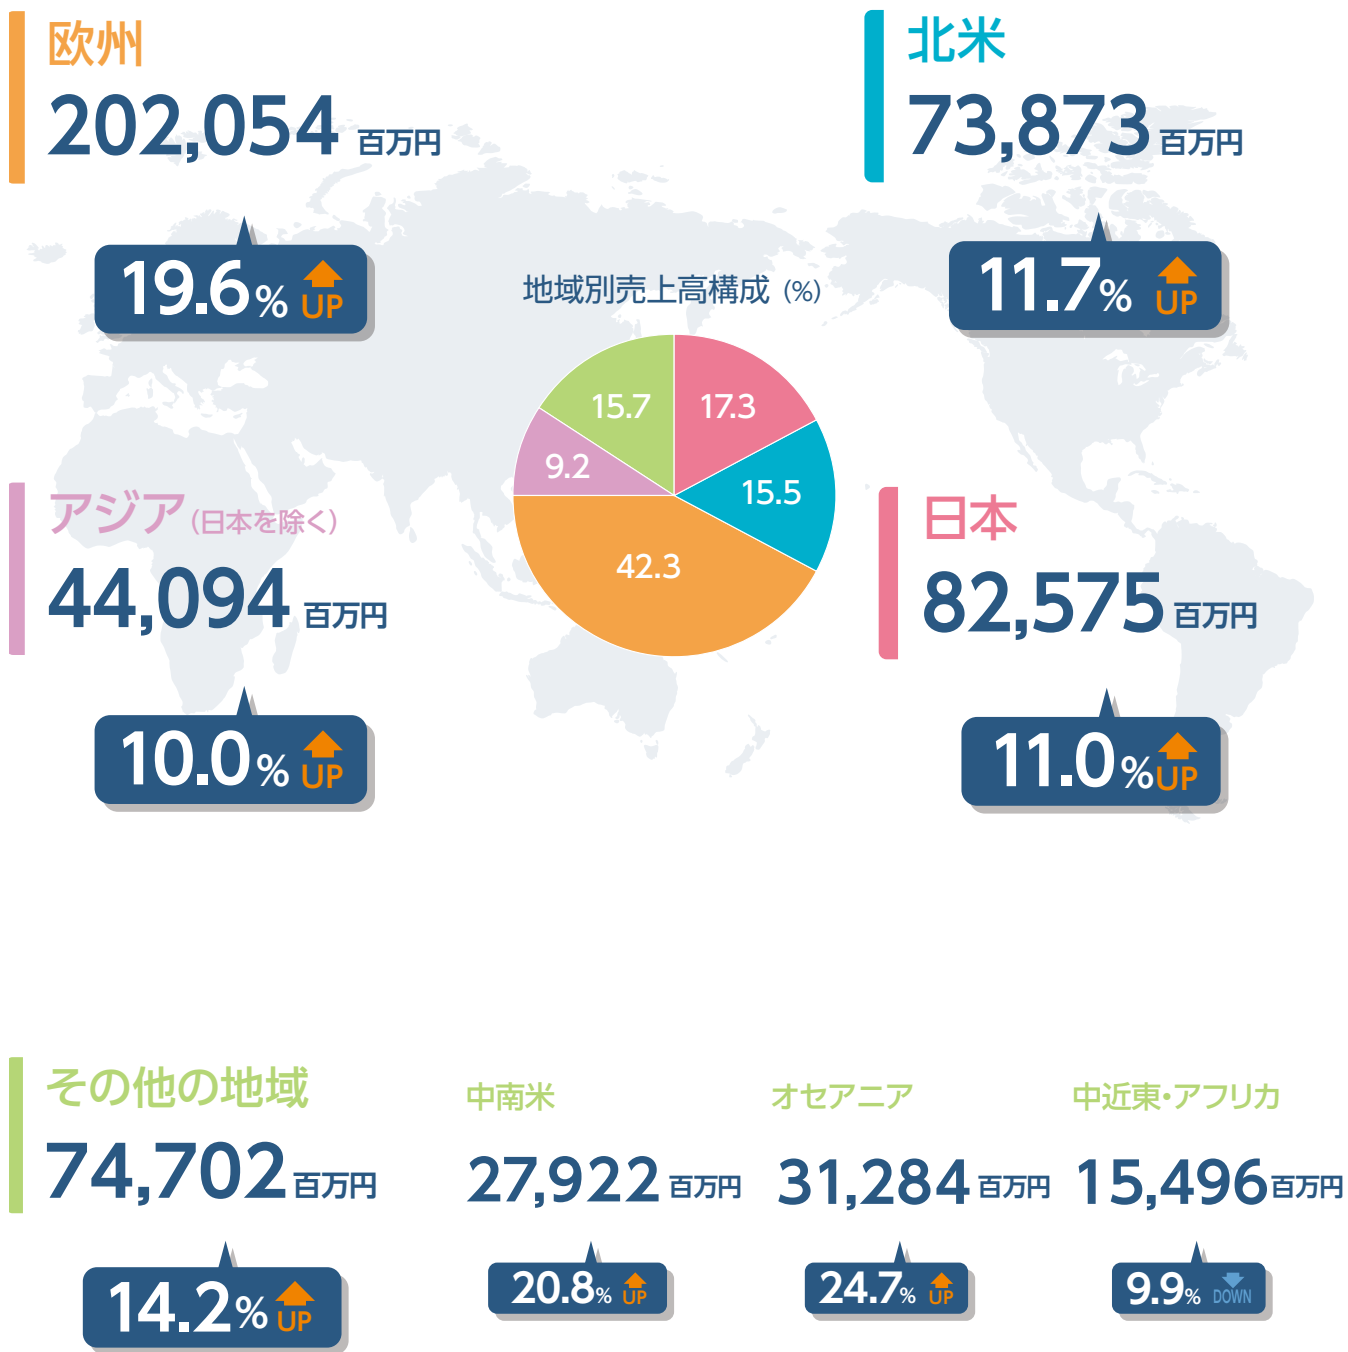 欧州
202,054 百万円
19.6% UP
北米
73,873 百万円
11.7% UP
地域別売上高構成 (%)
15.7
17.3
9.2
15.5
42.3
アジア(日本を除く)
44,094 百万円
10.0% UP
日本
82,575 百万円
11.0% UP
その他の地域
74,702 百万円
14.2% UP
中南米
27,922 百万円
20.8% UP
オセアニア
31,284 百万円
24.7% UP
中近東・アフリカ
15,496 百万円
9.9% DOWN